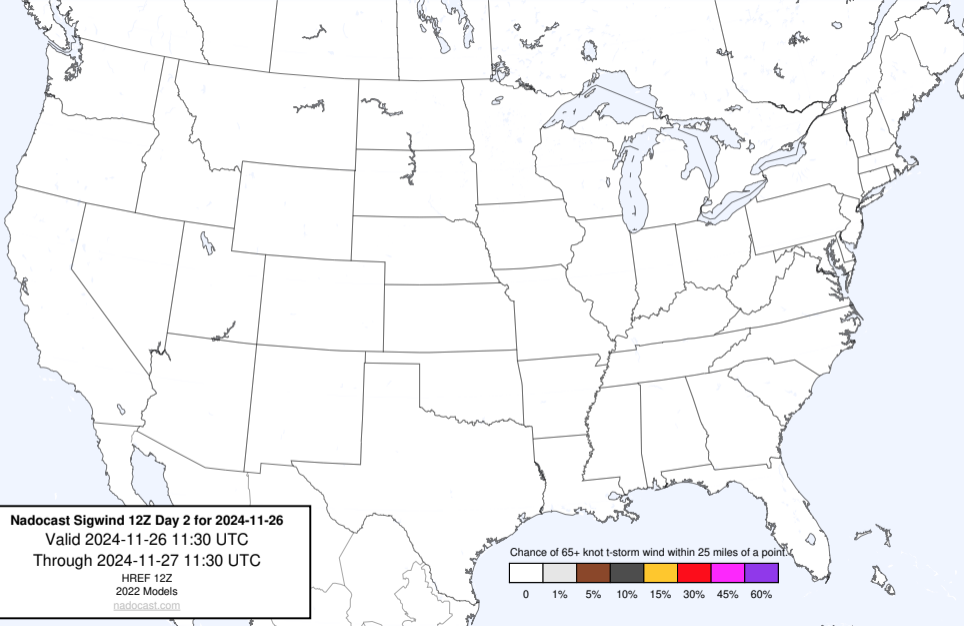 Nadocast Sigwind 12Z Day 2 for 2024-11-26
Valid 2024-11-26 11:30 UTC
Through 2024-11-27 11:30 UTC
HREF 12Z
2022 Models
nadocast.com
Chance of 65+ knot t-storm wind within 25 miles of a point.
0 1% 5% 10% 15% 30% 45% 60%